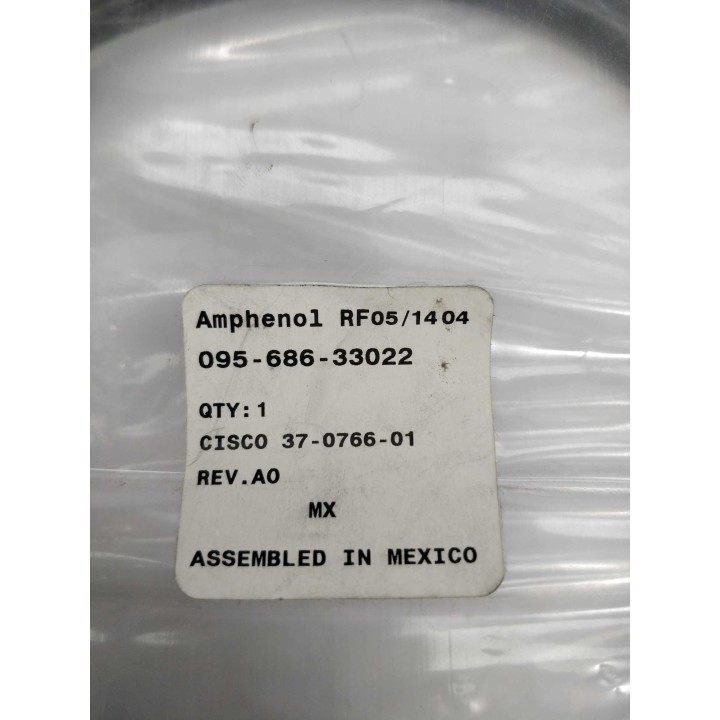 Amphenol RF05/1404
095-686-33022
QTY:1
CISCO 37-0766-01
REV.A0
MX
ASSEMBLED IN MEXICO